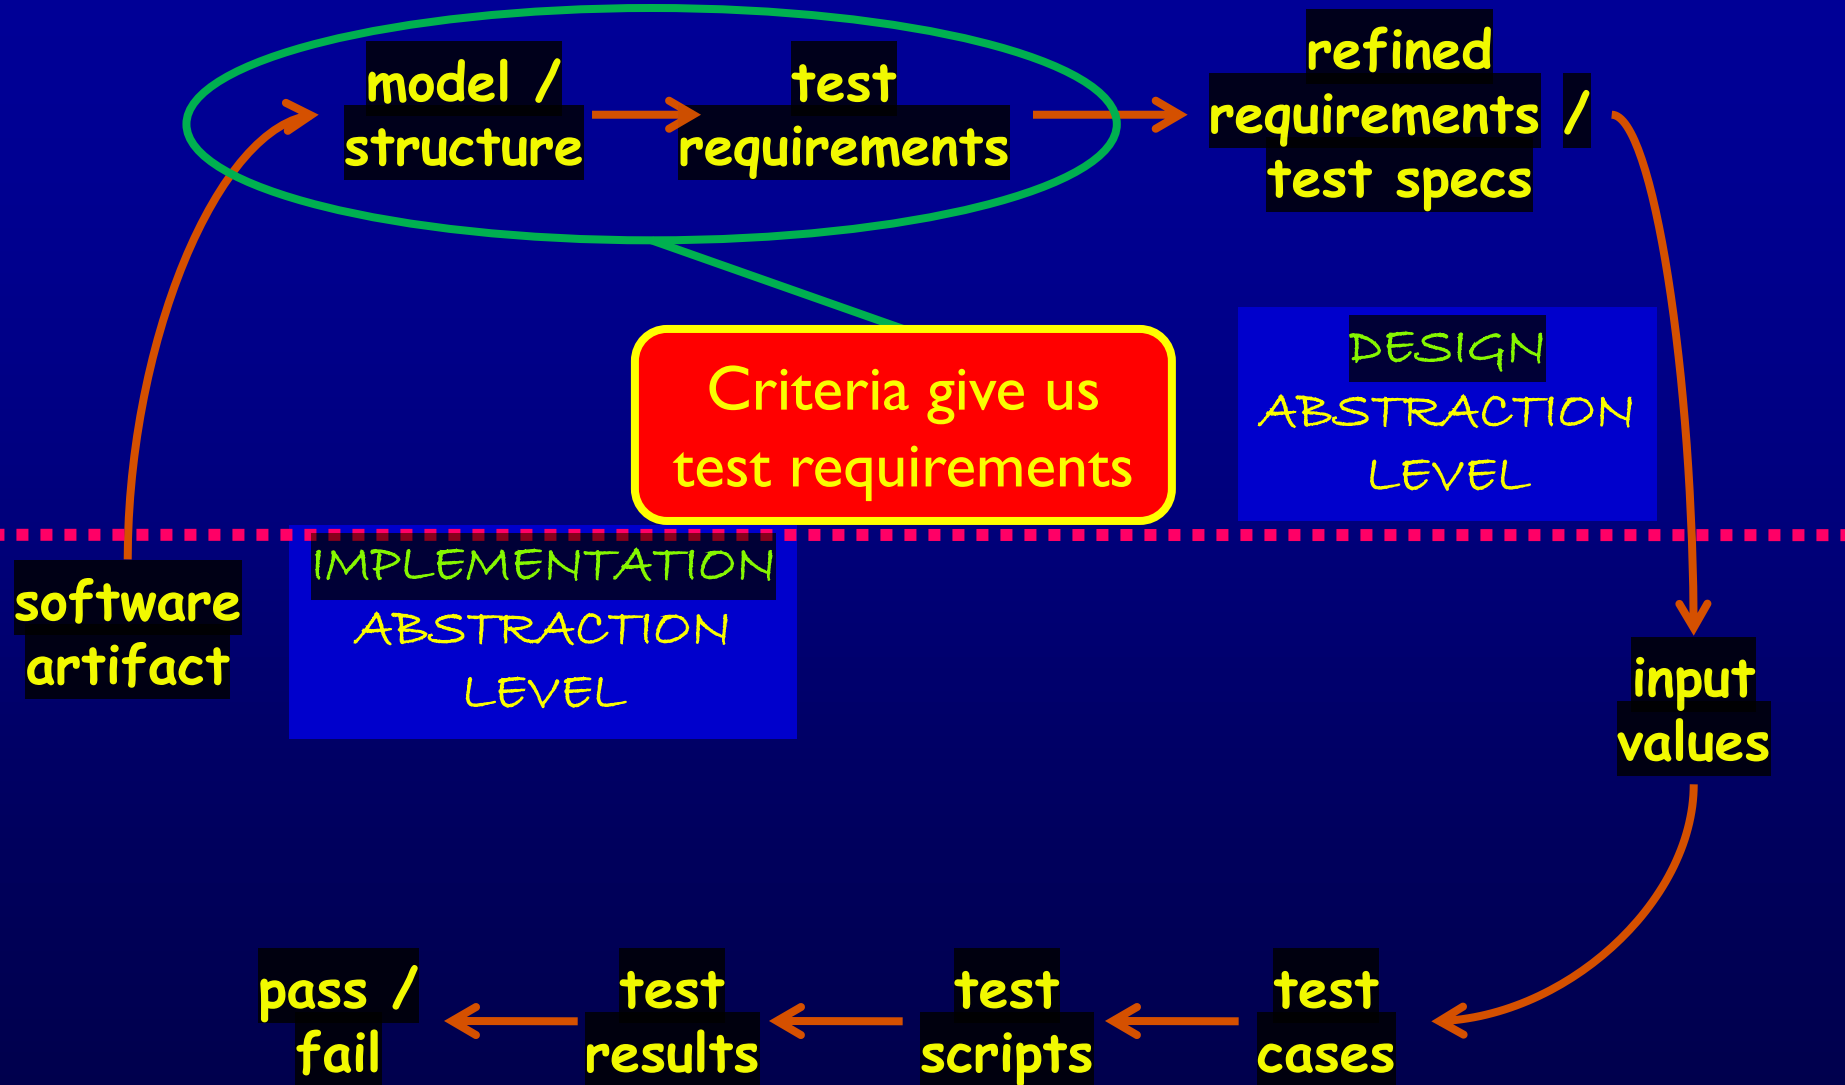 model /
structure
test
requirements
refined
requirements /
test specs
Criteria give us
test requirements
DESIGN
ABSTRACTION
LEVEL
IMPLEMENTATION
ABSTRACTION
LEVEL
software
artifact
input
values
pass /
fail
test
results
test
scripts
test
cases